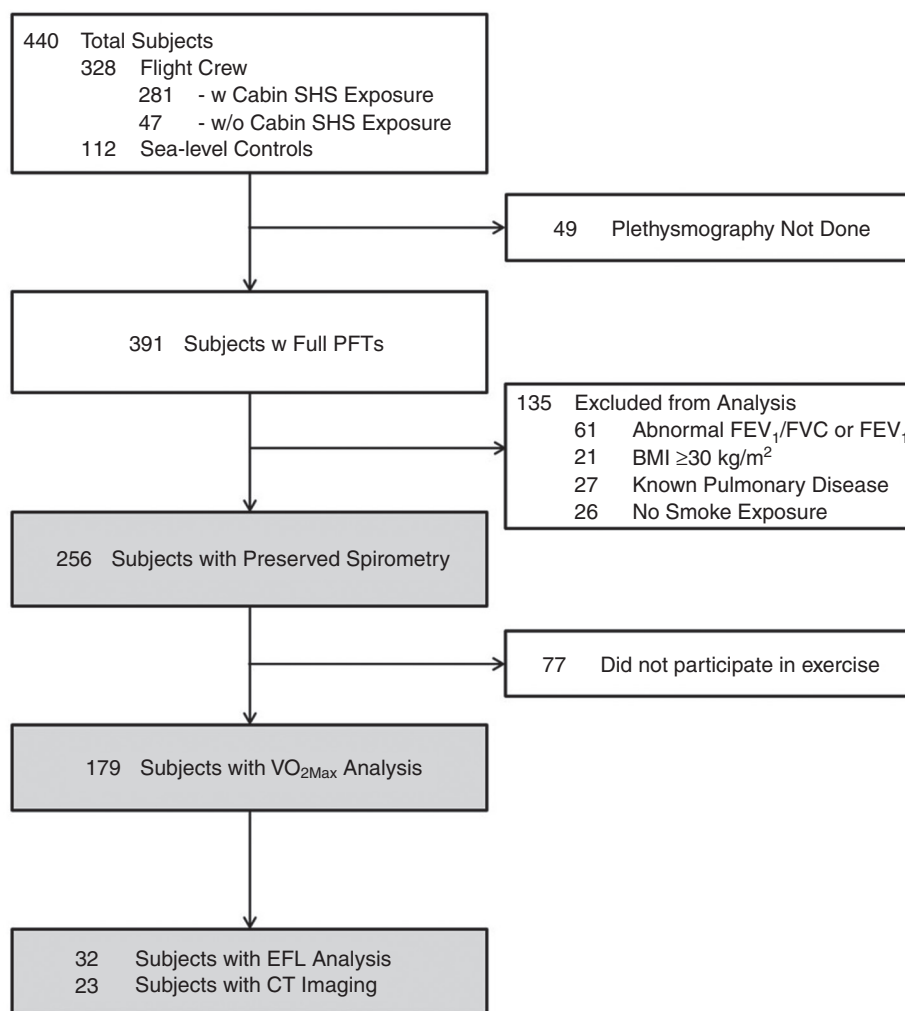 440 Total Subjects
328 Flight Crew
281 - w Cabin SHS Exposure
47 - w/o Cabin SHS Exposure
112 Sea-level Controls
49 Plethysmography Not Done
391 Subjects w Full PFTs
135 Excluded from Analysis
61 Abnormal FEV₁/FVC or FEV₁
21 BMI ≥30 kg/m²
27 Known Pulmonary Disease
26 No Smoke Exposure
256 Subjects with Preserved Spirometry
77 Did not participate in exercise
179 Subjects with VO₂Max Analysis
32 Subjects with EFL Analysis
23 Subjects with CT Imaging